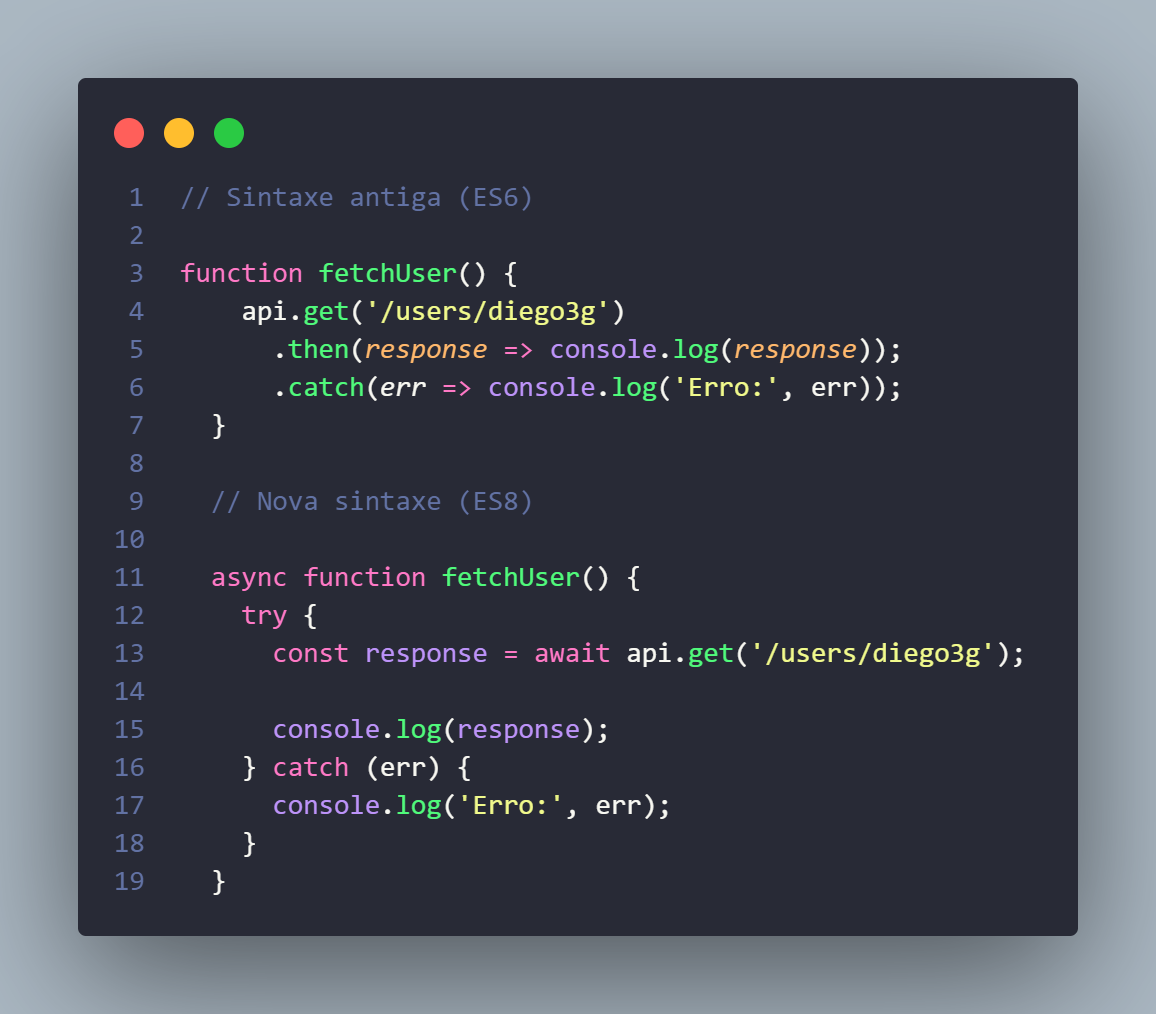 1 // Sintaxe antiga (ES6)
2
3 function fetchUser() {
4 api.get('/users/diego3g')
5 .then(response => console.log(response));
6 .catch(err => console.log('Erro:', err));
7 }
8
9 // Nova sintaxe (ES8)
10
11 async function fetchUser() {
12 try {
13 const response = await api.get('/users/diego3g');
14
15 console.log(response);
16 } catch (err) {
17 console.log('Erro:', err);
18 }
19 }